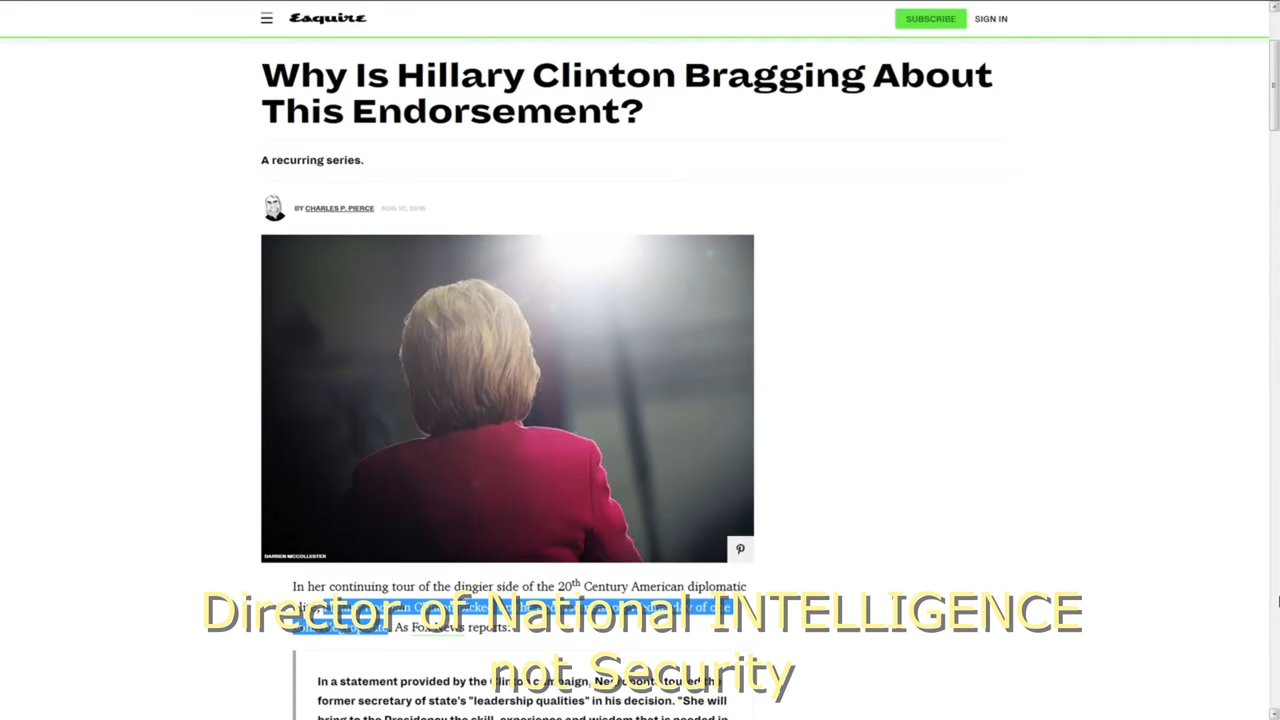 Esquire
SUBSCRIBE
SIGN IN
Why Is Hillary Clinton Bragging About
This Endorsement?
A recurring series.
BY CHARLES P. PIERCE AUG 10, 2016
DARREN MCCOLLESTER
In her continuing tour of the dingier side of the 20th Century American diplomatic
Director of National INTELLIGENCE
As Fox News reports:
not Security
In a statement provided by the Clinton campaign, the
former secretary of state's "leadership qualities" in his decision. "She will
bring to the Presidency the skill, experience and wisdom that is needed in